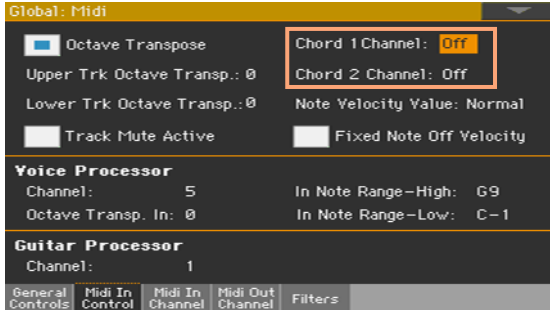 Global: Midi
Octave Transpose
Chord 1 Channel: Off
Upper Trk Octave Transp.: 0
Chord 2 Channel: Off
Lower Trk Octave Transp.: 0
Note Velocity Value: Normal
Track Mute Active
Fixed Note Off Velocity
Voice Processor
Channel: 5
In Note Range-High: G9
Octave Transp. In: 0
In Note Range-Low: C-1
Guitar Processor
Channel: 1
General Controls
Midi In Control
Midi In Channel
Midi Out Channel
Filters